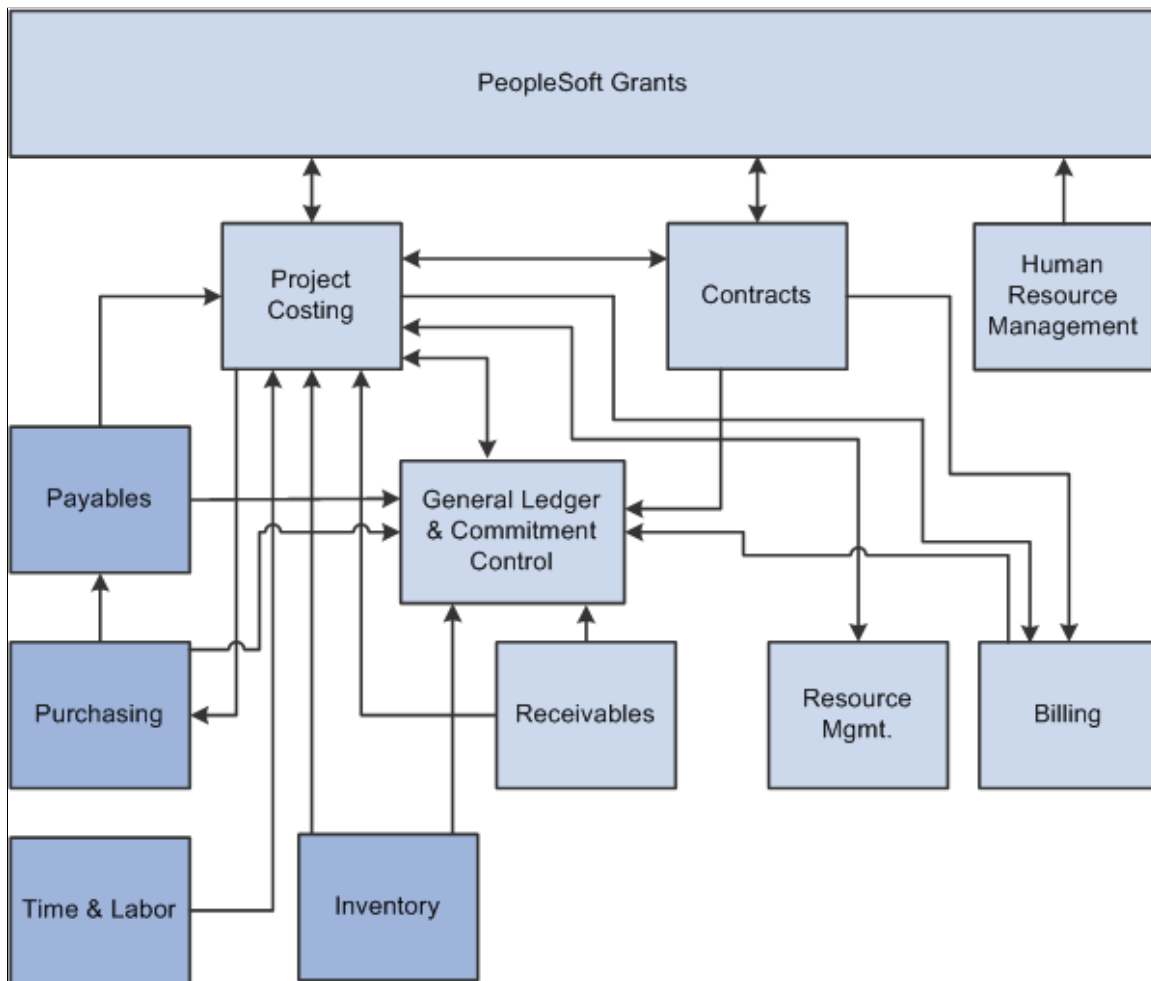 PeopleSoft Grants
Project
Costing
Contracts
Human
Resource
Management
Payables
General Ledger
& Commitment
Control
Purchasing
Receivables
Resource
Mgmt.
Billing
Time & Labor
Inventory